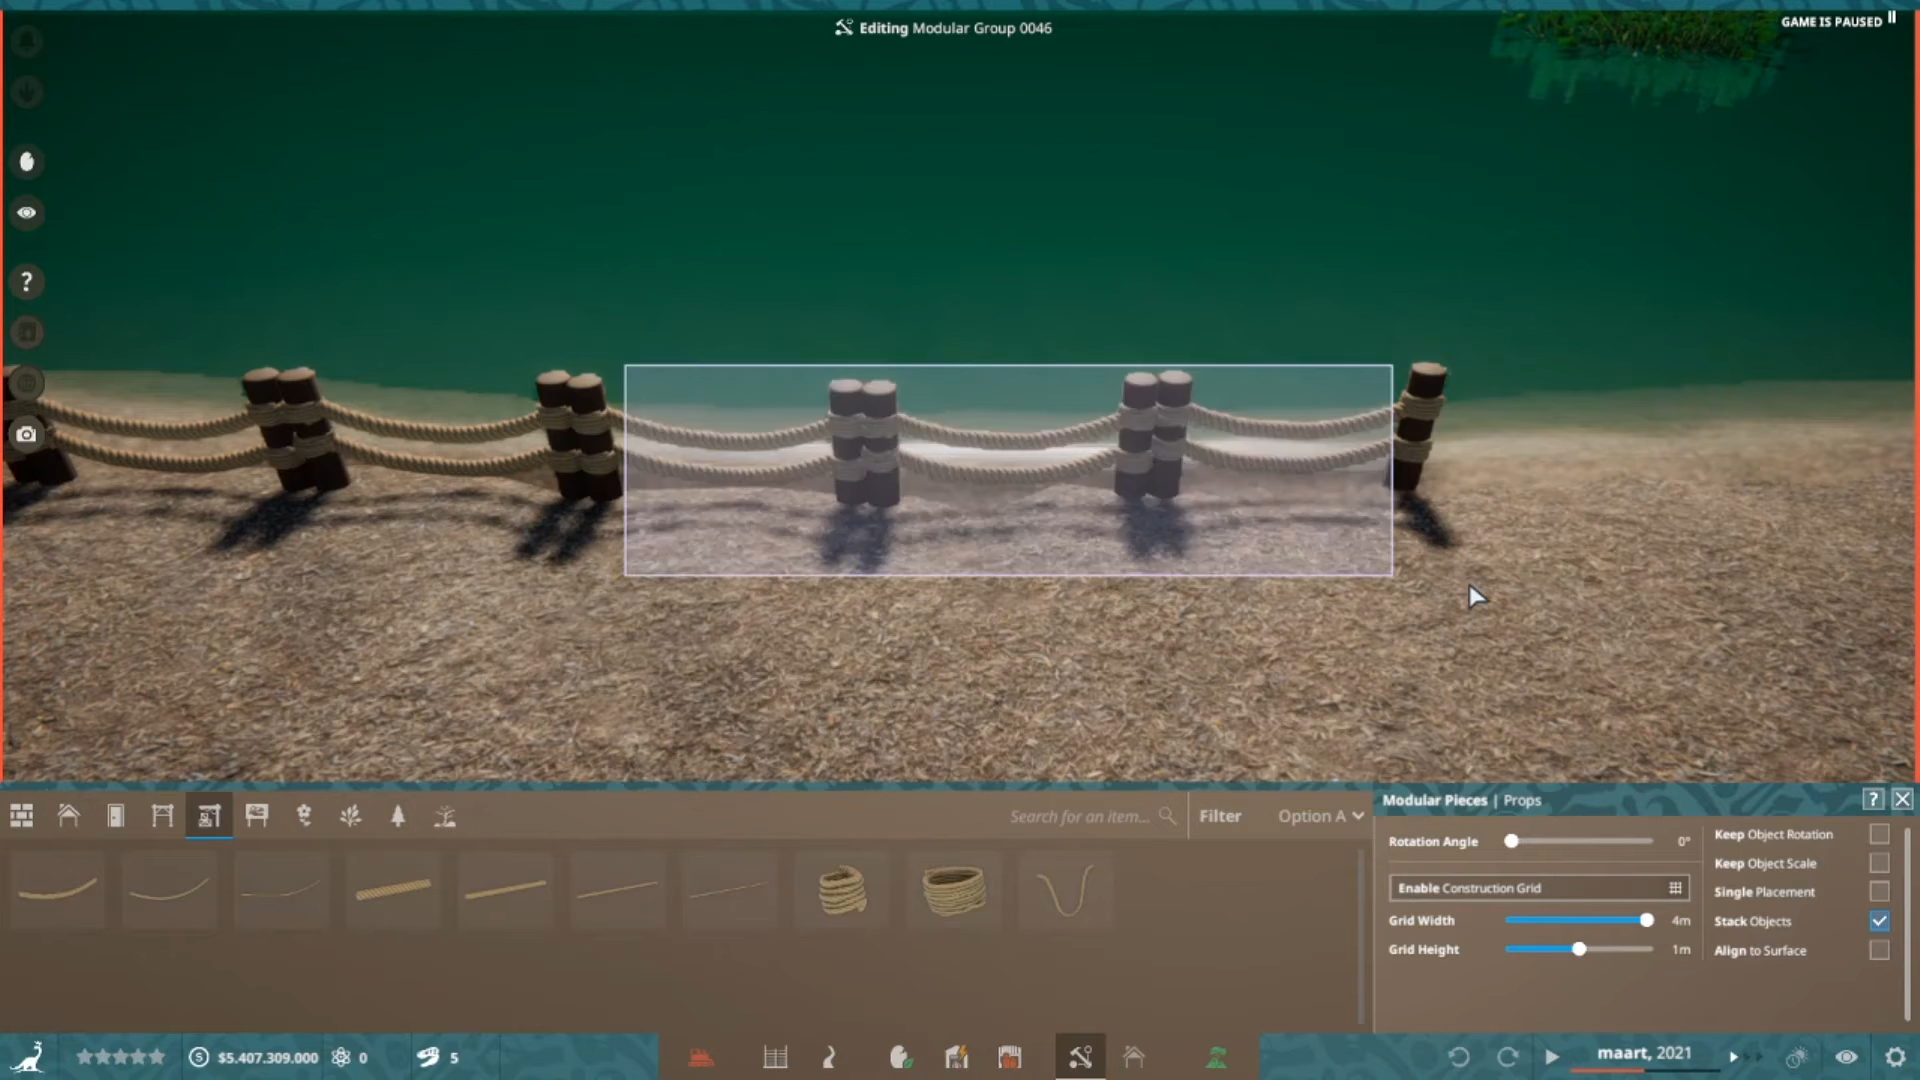 Editing Modular Group 0046
GAME IS PAUSED
?
Search for an item...
Filter
Option A
Modular Pieces | Props
?
Rotation Angle
0°
Keep Object Rotation
Keep Object Scale
Enable Construction Grid
Single Placement
Grid Width
4m
Stack Objects
Grid Height
1m
Align to Surface
$5.407.309.000
0
5
maart, 2021